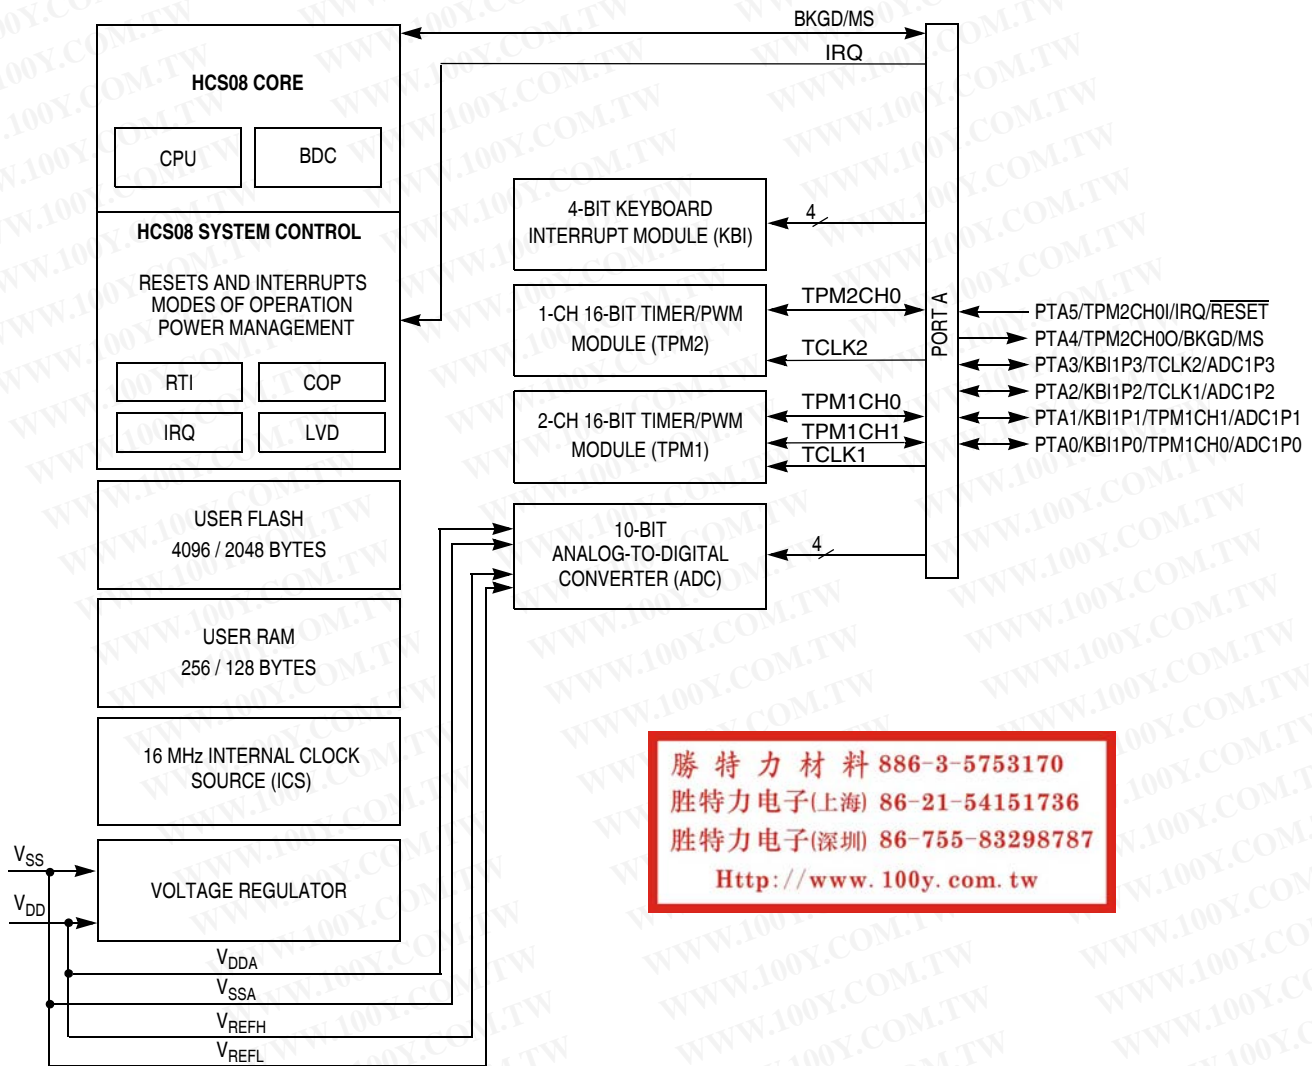 BKGD/MS
IRQ
HCS08 CORE
CPU
BDC
HCS08 SYSTEM CONTROL
RESETS AND INTERRUPTS
MODES OF OPERATION
POWER MANAGEMENT
RTI
COP
IRQ
LVD
USER FLASH
4096 / 2048 BYTES
USER RAM
256 / 128 BYTES
16 MHz INTERNAL CLOCK
SOURCE (ICS)
VOLTAGE REGULATOR
VSS
VDD
VDDA
VSSA
VREFH
VREFL
4-BIT KEYBOARD
INTERRUPT MODULE (KBI)
4
1-CH 16-BIT TIMER/PWM
MODULE (TPM2)
TPM2CH0
TCLK2
2-CH 16-BIT TIMER/PWM
MODULE (TPM1)
TPM1CH0
TPM1CH1
TCLK1
10-BIT
ANALOG-TO-DIGITAL
CONVERTER (ADC)
4
PORT A
PTA5/TPM2CH0I/IRQ/RESET
PTA4/TPM2CH0O/BKGD/MS
PTA3/KBI1P3/TCLK2/ADC1P3
PTA2/KBI1P2/TCLK1/ADC1P2
PTA1/KBI1P1/TPM1CH1/ADC1P1
PTA0/KBI1P0/TPM1CH0/ADC1P0
勝特力材料 886-3-5753170
胜特力电子(上海) 86-21-54151736
胜特力电子(深圳) 86-755-83298787
Http://www.100y.com.tw
WWW.100Y.COM.TW